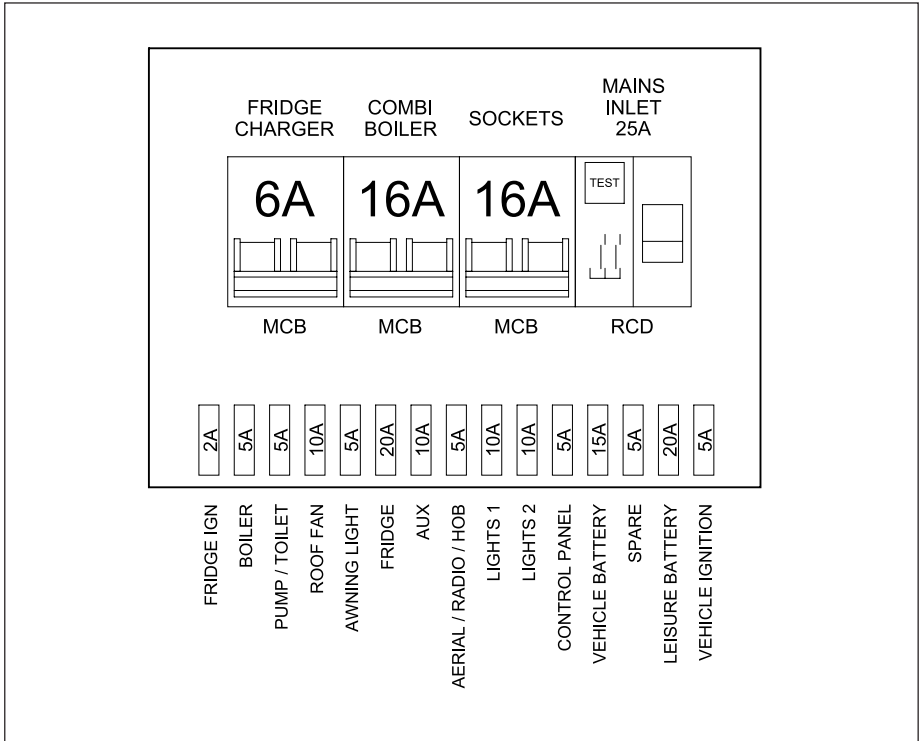 FRIDGE
CHARGER
COMBI
BOILER
SOCKETS
MAINS
INLET
25A
6A
16A
16A
TEST
MCB
MCB
MCB
RCD
2A
5A
5A
10A
5A
20A
10A
5A
10A
10A
5A
15A
5A
20A
5A
FRIDGE IGN
BOILER
PUMP / TOILET
ROOF FAN
AWNING LIGHT
FRIDGE
AUX
AERIAL / RADIO / HOB
LIGHTS 1
LIGHTS 2
CONTROL PANEL
VEHICLE BATTERY
SPARE
LEISURE BATTERY
VEHICLE IGNITION